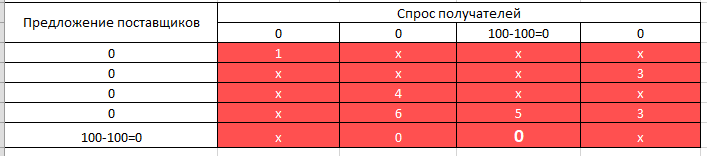 Предложение поставщиков Спрос получателей
0 0 100-100=0 0
0 1 x x x
0 x x x 3
0 x 4 x x
0 x 6 5 3
100-100=0 x 0 0 x